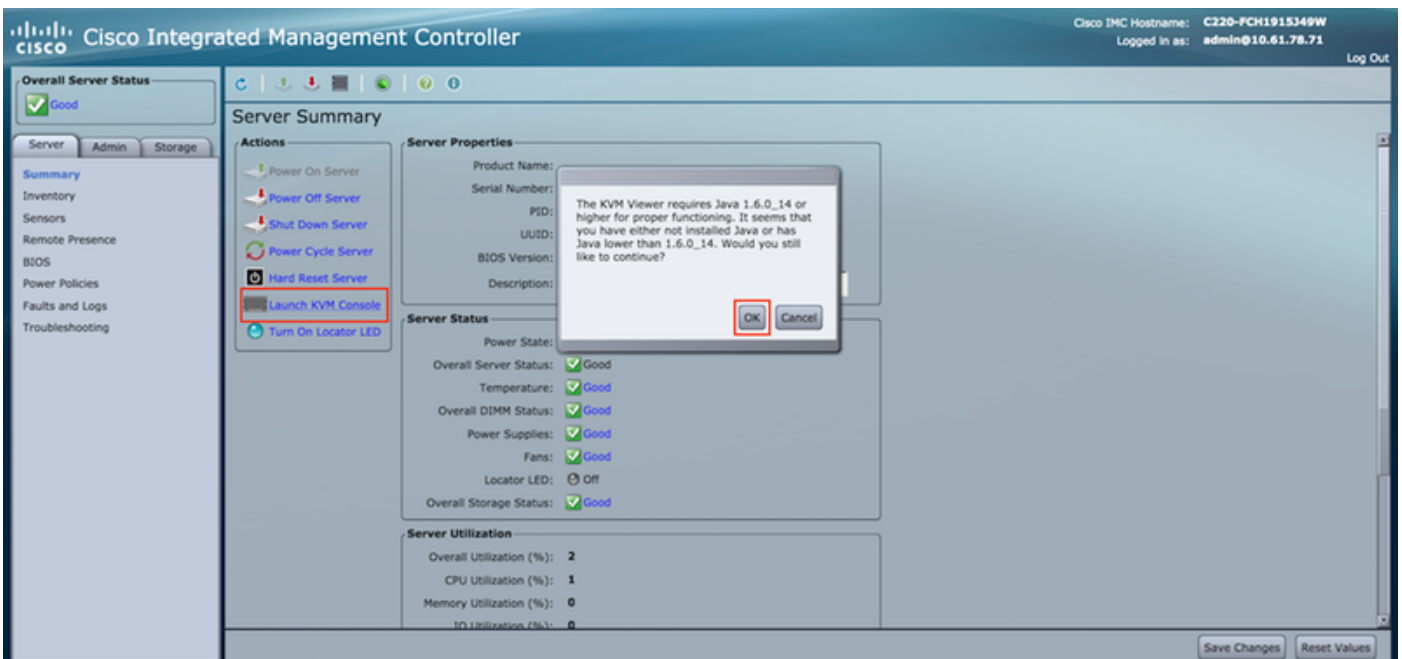 Cisco IMC Hostname: C220-FCH1915J49W
CISCO Cisco Integrated Management Controller
Logged in as: admin@10.61.78.71
Log Out
Overall Server Status
Good
Server Admin Storage
Summary
Inventory
Sensors
Remote Presence
BIOS
Power Policies
Faults and Logs
Troubleshooting
Server Summary
Actions
Power On Server
Power Off Server
Shut Down Server
Power Cycle Server
Hard Reset Server
Launch KVM Console
Turn On Locator LED
Server Properties
Product Name:
Serial Number:
PID:
UUID:
BIOS Version:
Description:
The KVM Viewer requires Java 1.6.0_14 or
higher for proper functioning. It seems that
you have either not installed Java or has
Java lower than 1.6.0_14. Would you still
like to continue?
OK Cancel
Server Status
Power State:
Overall Server Status: Good
Temperature: Good
Overall DIMM Status: Good
Power Supplies: Good
Fans: Good
Locator LED: Off
Overall Storage Status: Good
Server Utilization
Overall Utilization (%): 2
CPU Utilization (%): 1
Memory Utilization (%): 0
IO Utilization (%): 0
Save Changes Reset Values